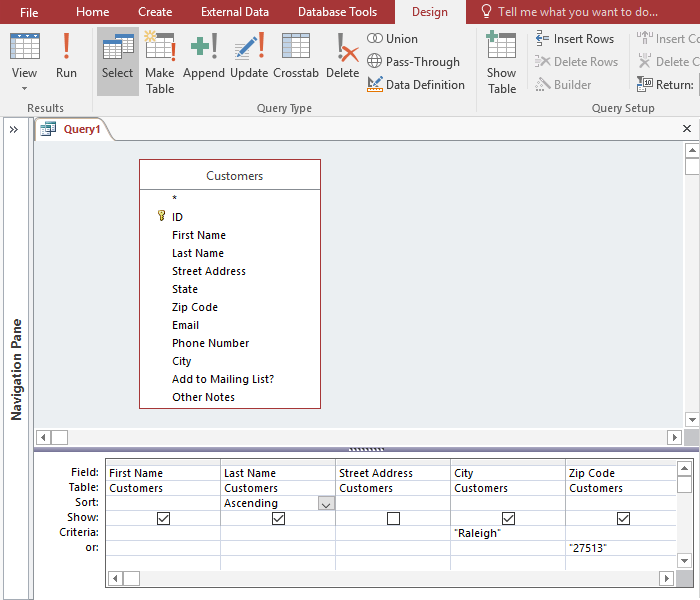 File Home Create External Data Database Tools Design Tell me what you want to do...
View Run Select Make Table Append Update Crosstab Delete
Union
Pass-Through
Data Definition
Show Table
Insert Rows
Delete Rows
Builder
Insert Co
Delete C
Return:
Results Query Type Query Setup
» Query1 ×
Navigation Pane
Customers
*
ID
First Name
Last Name
Street Address
State
Zip Code
Email
Phone Number
City
Add to Mailing List?
Other Notes
Field: First Name Last Name Street Address City Zip Code
Table: Customers Customers Customers Customers Customers
Sort: Ascending
Show:
Criteria: "Raleigh"
or: "27513"